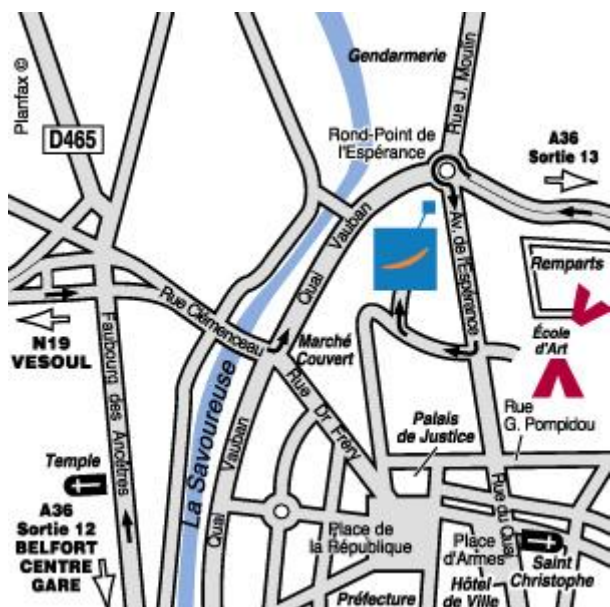 Planfax ©
Gendarmerie
Rue J. Moulin
D465
Rond-Point de
l'Espérance
A36
Sortie 13
Quai Vauban
Av. de l'Espérance
Remparts
Rue Clémenceau
N19
VESOUL
Marché
Couvert
École
d'Art
Faubourg des Ancêtres
La Savoureuse
Rue Dr Fréry
Palais
de Justice
Rue
G. Pompidou
Temple
Quai Vauban
Rue du Quai
A36
Sortie 12
BELFORT
CENTRE
GARE
Place de
la République
Place
d'Armes
Saint
Christophe
Hôtel
de Ville
Préfecture